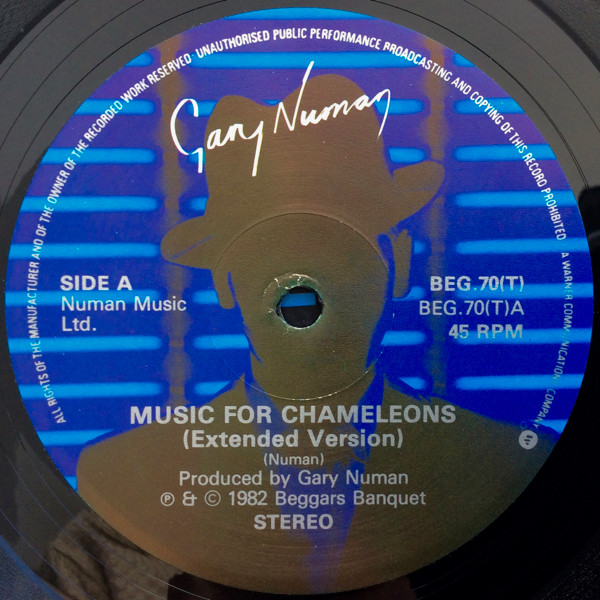 ALL RIGHTS OF THE MANUFACTURER AND OF THE OWNER OF THE RECORDED WORK RESERVED · UNAUTHORISED PUBLIC PERFORMANCE BROADCASTING AND COPYING OF THIS RECORD PROHIBITED
Gary Numan
SIDE A
Numan Music
Ltd.
BEG.70(T)
BEG.70(T)A
45 RPM
MUSIC FOR CHAMELEONS
(Extended Version)
(Numan)
Produced by Gary Numan
℗ & © 1982 Beggars Banquet
STEREO
A WARNER COMM NICATION COMPANY